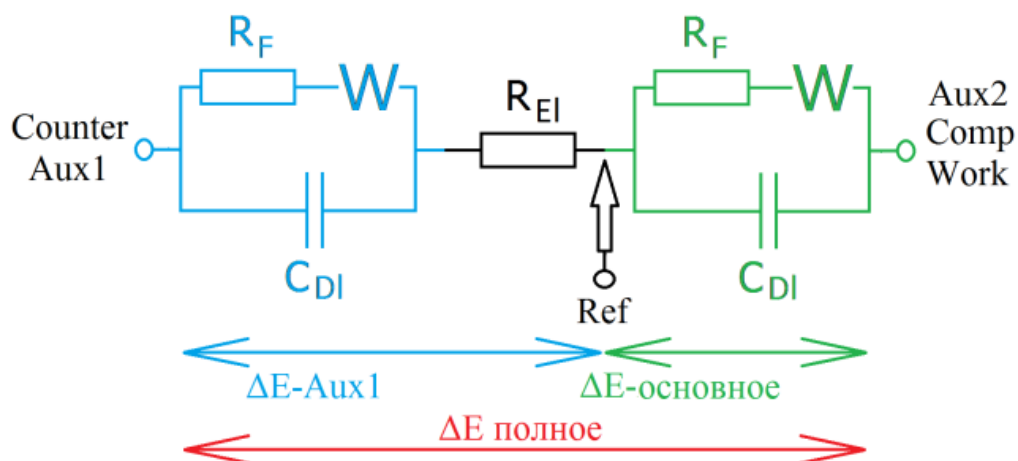 R_F
W
Counter
Aux1
R_El
R_F
W
Aux2
Comp
Work
C_Dl
C_Dl
Ref
ΔE-Aux1
ΔE-основное
ΔE полное